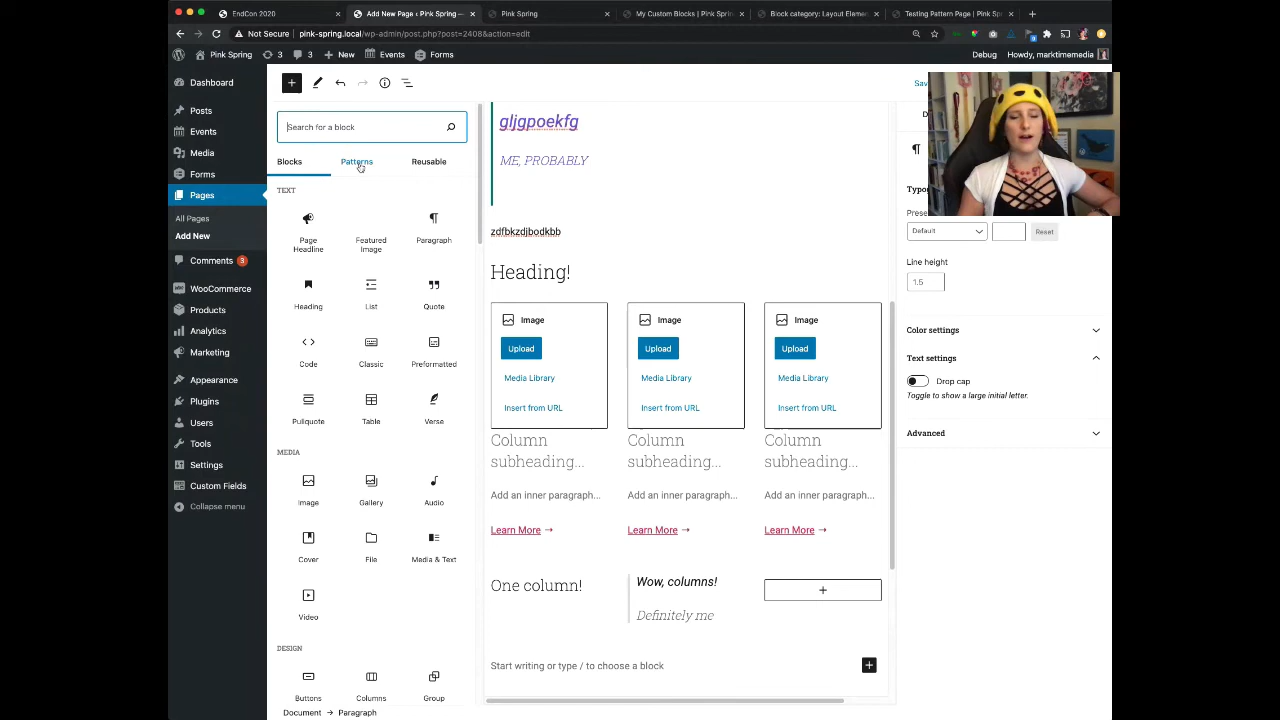 EndCon 2020
Add New Page ‹ Pink Spring —
Pink Spring
My Custom Blocks | Pink Sprin
Block category: Layout Elemen
Testing Pattern Page | Pink Sp
Not Secure | pink-spring.local/wp-admin/post.php?post=2408&action=edit
Pink Spring 3 3 New Events Forms
Debug Howdy, marktimemedia
Dashboard
Posts
Events
Media
Forms
Pages
All Pages
Add New
Comments 3
WooCommerce
Products
Analytics
Marketing
Appearance
Plugins
Users
Tools
Settings
Custom Fields
Collapse menu
Search for a block
Blocks Patterns Reusable
TEXT
Page Headline
Featured Image
Paragraph
Heading
List
Quote
Code
Classic
Preformatted
Pullquote
Table
Verse
MEDIA
Image
Gallery
Audio
Cover
File
Media & Text
Video
DESIGN
Buttons
Columns
Group
gljgpoekfg
ME, PROBABLY
zdfbkzdjbodkbb
Heading!
Image Image Image
Upload Upload Upload
Media Library Media Library Media Library
Insert from URL Insert from URL Insert from URL
Column Column Column
subheading... subheading... subheading...
Add an inner paragraph... Add an inner paragraph... Add an inner paragraph...
Learn More → Learn More → Learn More →
One column!
Wow, columns!
Definitely me
Start writing or type / to choose a block
Default
Reset
Line height
1.5
Color settings
Text settings
Drop cap
Toggle to show a large initial letter.
Advanced
Document → Paragraph